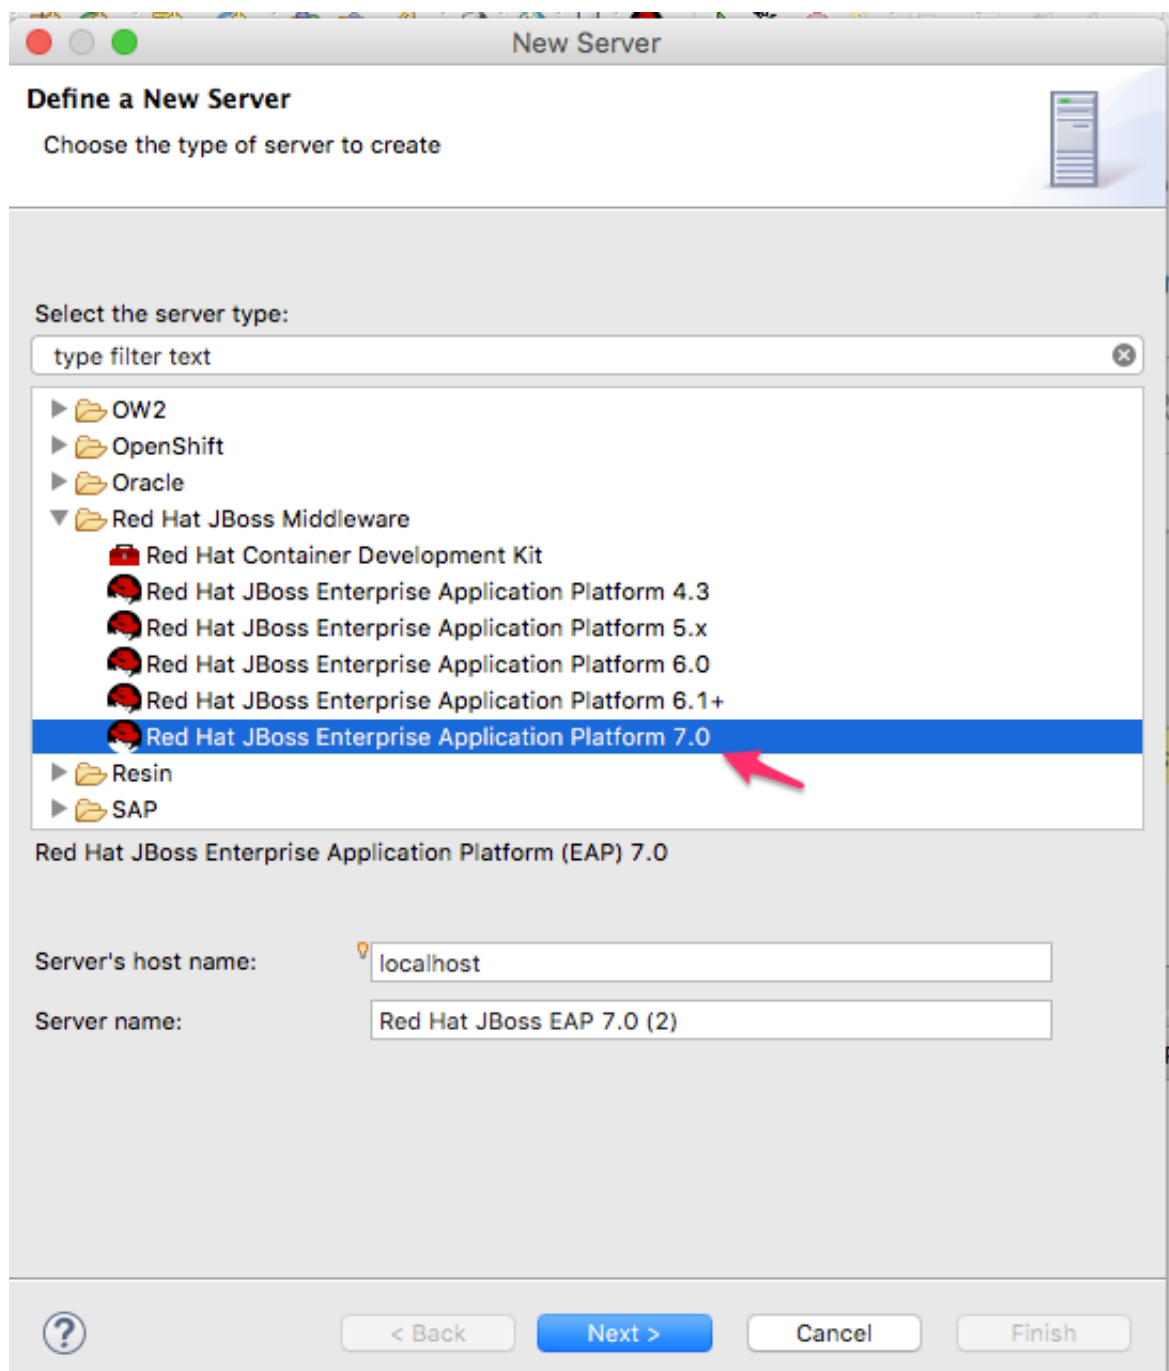 New Server
Define a New Server
Choose the type of server to create
Select the server type:
type filter text
OW2
OpenShift
Oracle
Red Hat JBoss Middleware
Red Hat Container Development Kit
Red Hat JBoss Enterprise Application Platform 4.3
Red Hat JBoss Enterprise Application Platform 5.x
Red Hat JBoss Enterprise Application Platform 6.0
Red Hat JBoss Enterprise Application Platform 6.1+
Red Hat JBoss Enterprise Application Platform 7.0
Resin
SAP
Red Hat JBoss Enterprise Application Platform (EAP) 7.0
Server's host name: localhost
Server name: Red Hat JBoss EAP 7.0 (2)
? < Back Next > Cancel Finish